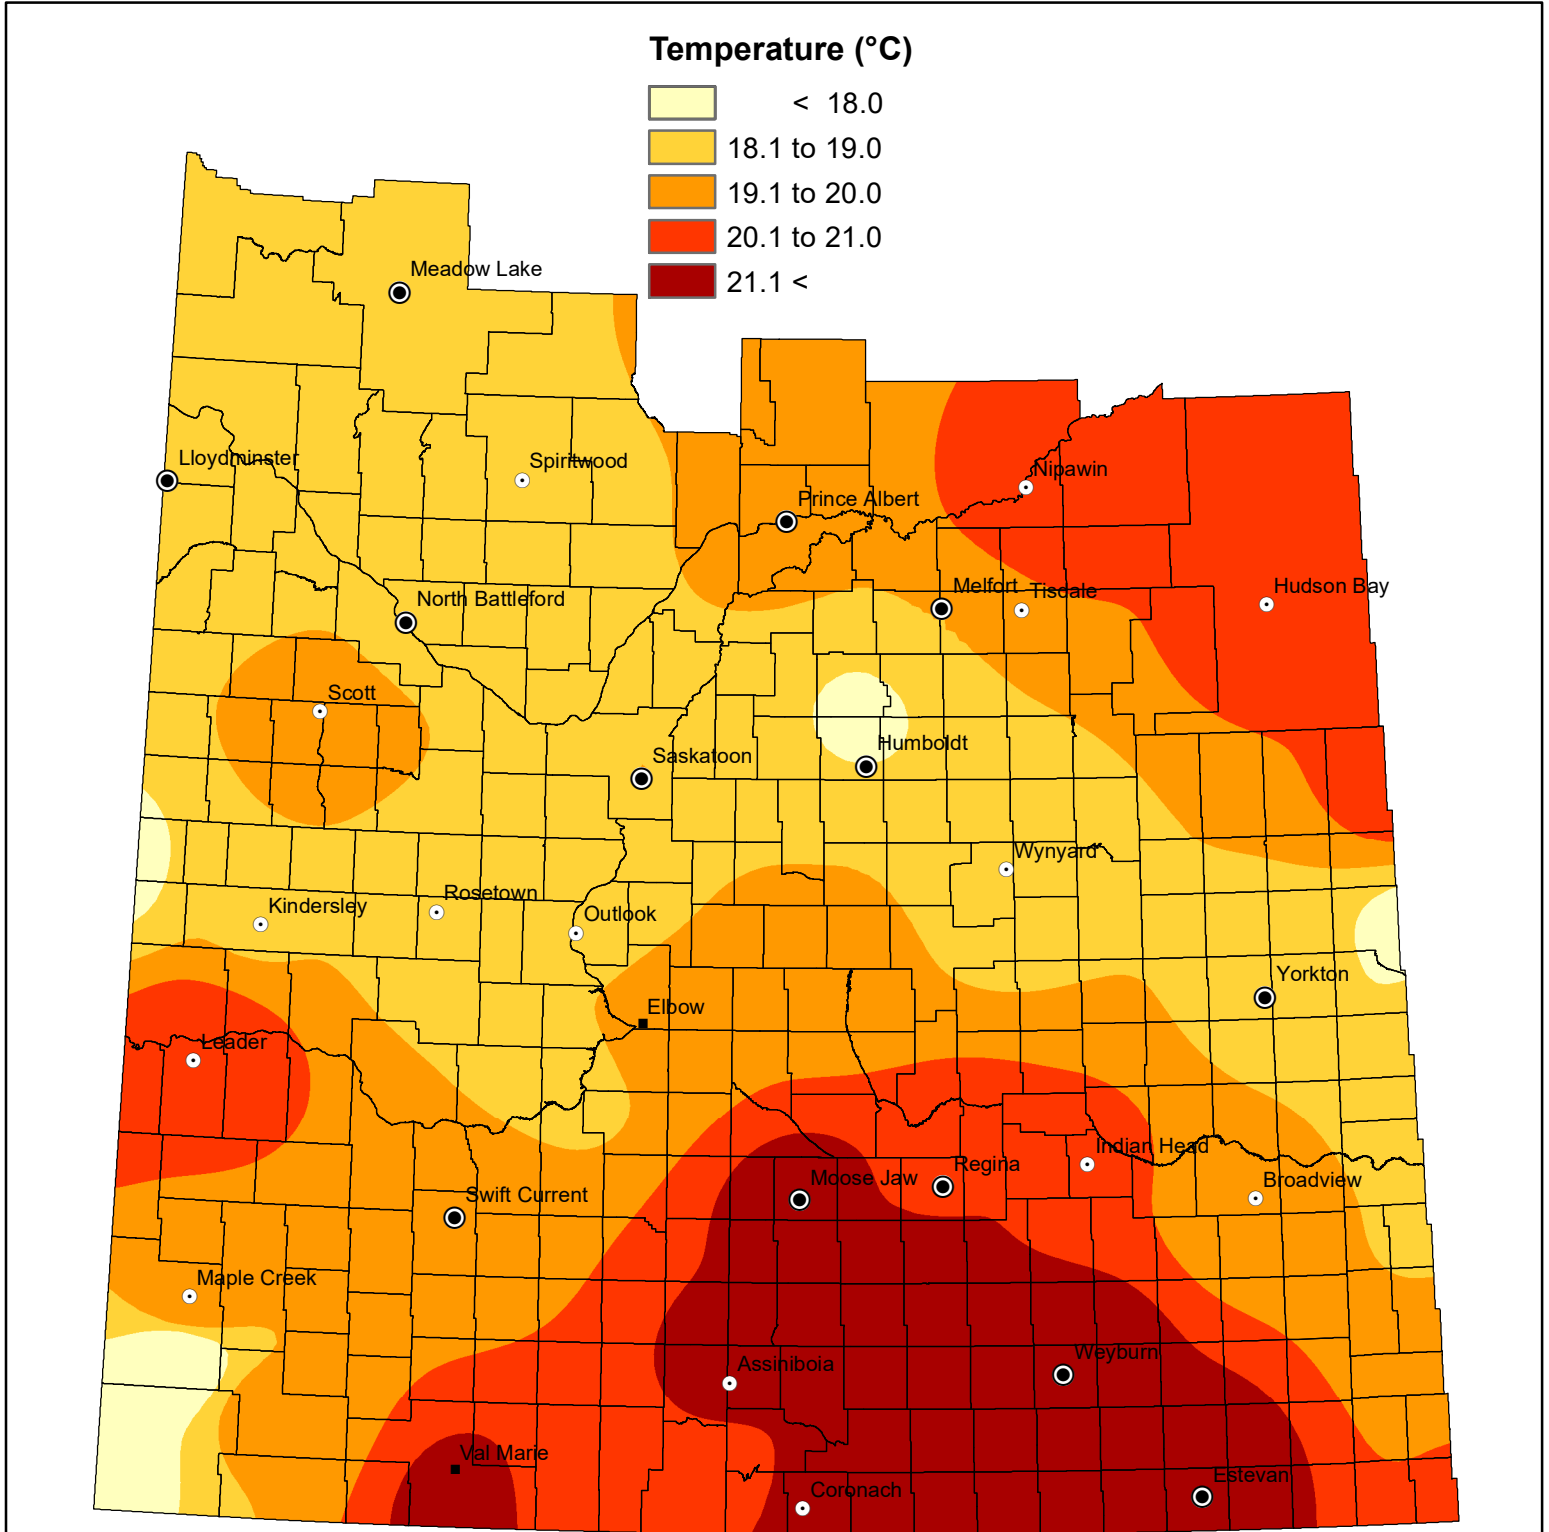 Temperature (°C)
< 18.0
18.1 to 19.0
19.1 to 20.0
20.1 to 21.0
21.1 <
Meadow Lake
Lloydminster
Spiritwood
Nipawin
Prince Albert
Melfort
Tisdale
Hudson Bay
North Battleford
Scott
Saskatoon
Humboldt
Wynyard
Rosetown
Kindersley
Outlook
Yorkton
Elbow
Leader
Indian Head
Regina
Moose Jaw
Broadview
Swift Current
Maple Creek
Weyburn
Assiniboia
Val Marie
Estevan
Coronach